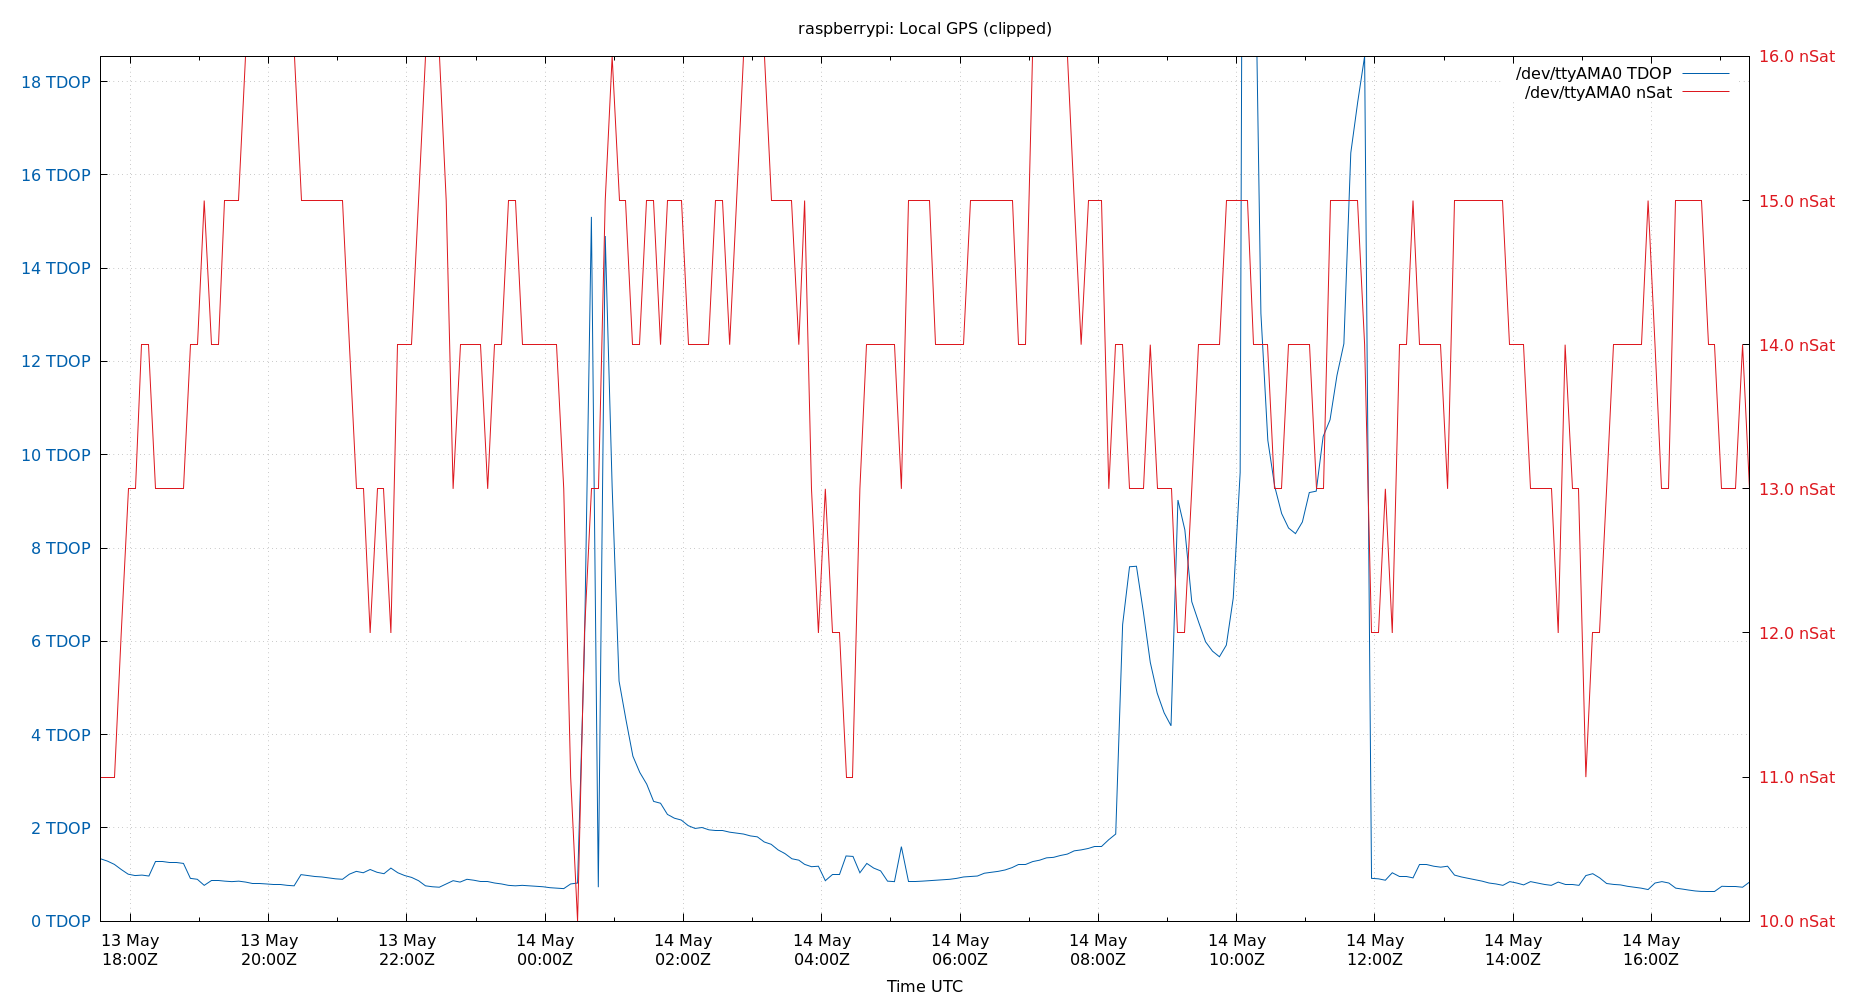 raspberrypi: Local GPS (clipped)
/dev/ttyAMA0 TDOP
/dev/ttyAMA0 nSat
18 TDOP
16 TDOP
14 TDOP
12 TDOP
10 TDOP
8 TDOP
6 TDOP
4 TDOP
2 TDOP
0 TDOP
16.0 nSat
15.0 nSat
14.0 nSat
13.0 nSat
12.0 nSat
11.0 nSat
10.0 nSat
13 May
18:00Z
13 May
20:00Z
13 May
22:00Z
14 May
00:00Z
14 May
02:00Z
14 May
04:00Z
14 May
06:00Z
14 May
08:00Z
14 May
10:00Z
14 May
12:00Z
14 May
14:00Z
14 May
16:00Z
Time UTC